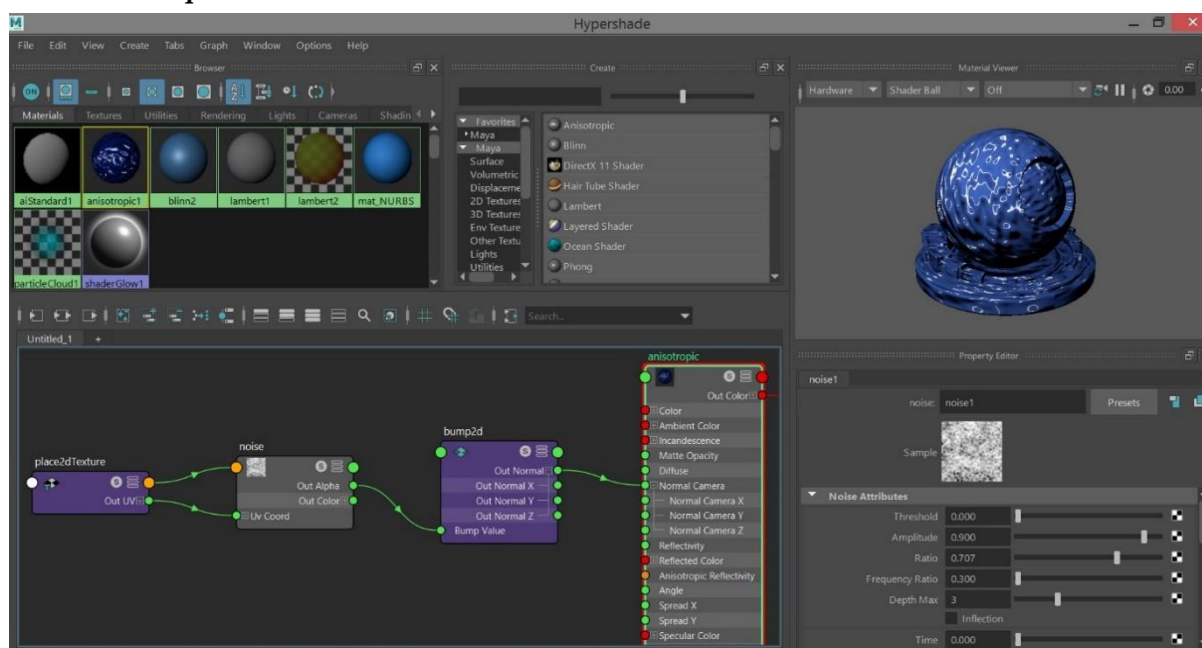 Hypershade
File Edit View Create Tabs Graph Window Options Help
Browser
ON
Materials Textures Utilities Rendering Lights Cameras Shadin
aiStandard1 anisotropic1 blinn2 lambert1 lambert2 mat_NURBS
particleCloud1 shaderGlow1
Create
Favorites
Maya
Maya
Surface
Volumetric
Displaceme
2D Textures
3D Textures
Env Texture
Other Textu
Lights
Utilities
Anisotropic
Blinn
DirectX 11 Shader
Hair Tube Shader
Lambert
Layered Shader
Ocean Shader
Phong
Material Viewer
Hardware Shader Ball Off 0.00
Search...
Untitled_1 +
place2dTexture
Out UV
noise
Out Alpha
Out Color
Uv Coord
bump2d
Out Normal
Out Normal X
Out Normal Y
Out Normal Z
Bump Value
anisotropic
Out Color
Color
Ambient Color
Incandescence
Matte Opacity
Diffuse
Normal Camera
Normal Camera X
Normal Camera Y
Normal Camera Z
Reflectivity
Reflected Color
Anisotropic Reflectivity
Angle
Spread X
Spread Y
Specular Color
Property Editor
noise1
noise: noise1 Presets
Sample
Noise Attributes
Threshold 0.000
Amplitude 0.900
Ratio 0.707
Frequency Ratio 0.300
Depth Max 3
Inflection
Time 0.000